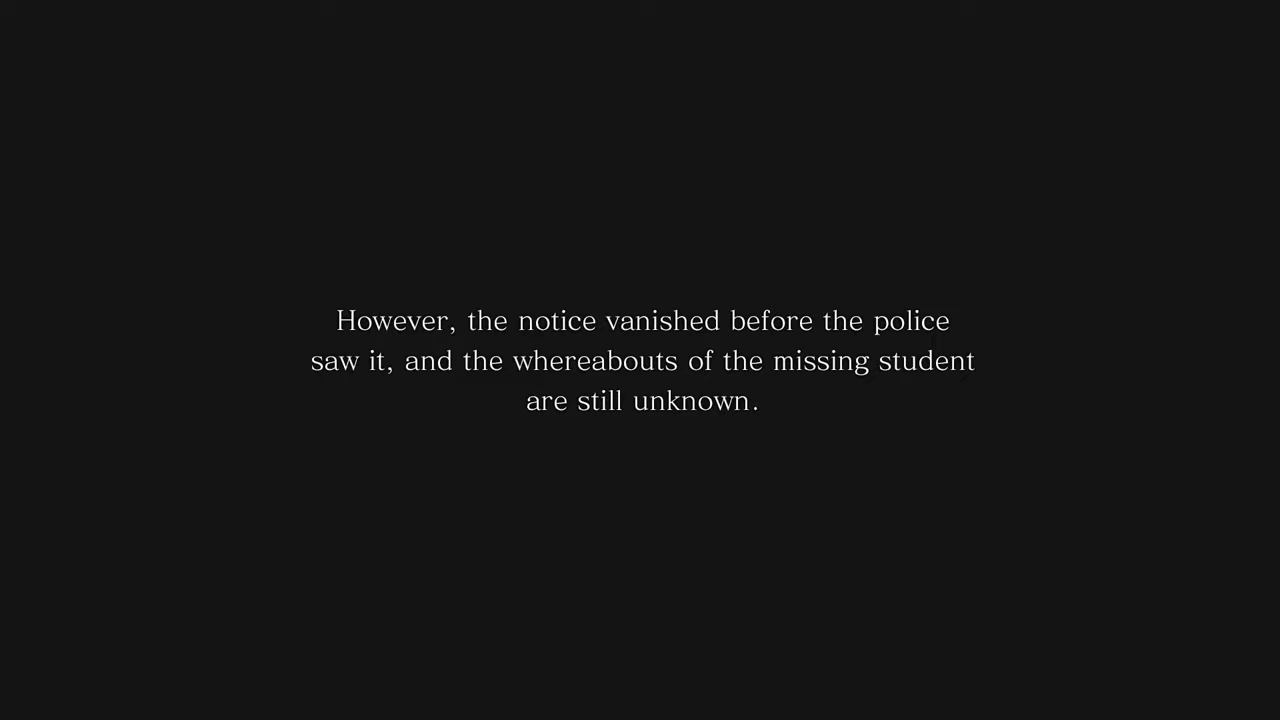 However, the notice vanished before the police
saw it, and the whereabouts of the missing student
are still unknown.